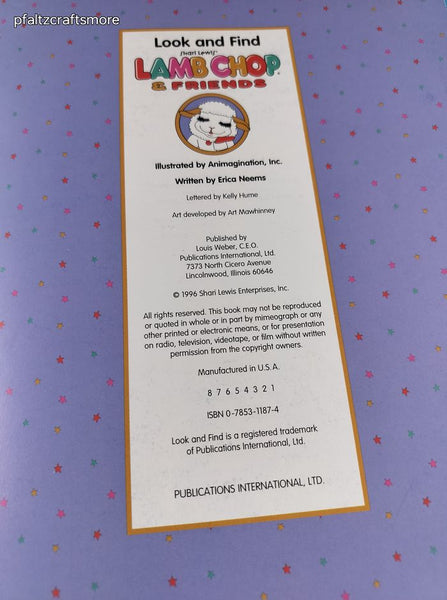 pfaltzcraftsmore
Look and Find
Shari Lewis'
LAMB CHOP
& FRIENDS
Illustrated by Animagination, Inc.
Written by Erica Neems
Lettered by Kelly Hume
Art developed by Art Mawhinney
Published by
Louis Weber, C.E.O.
Publications International, Ltd.
7373 North Cicero Avenue
Lincolnwood, Illinois 60646
© 1996 Shari Lewis Enterprises, Inc.
All rights reserved. This book may not be reproduced
or quoted in whole or in part by mimeograph or any
other printed or electronic means, or for presentation
on radio, television, videotape, or film without written
permission from the copyright owners.
Manufactured in U.S.A.
8 7 6 5 4 3 2 1
ISBN 0-7853-1187-4
Look and Find is a registered trademark
of Publications International, Ltd.
PUBLICATIONS INTERNATIONAL, LTD.